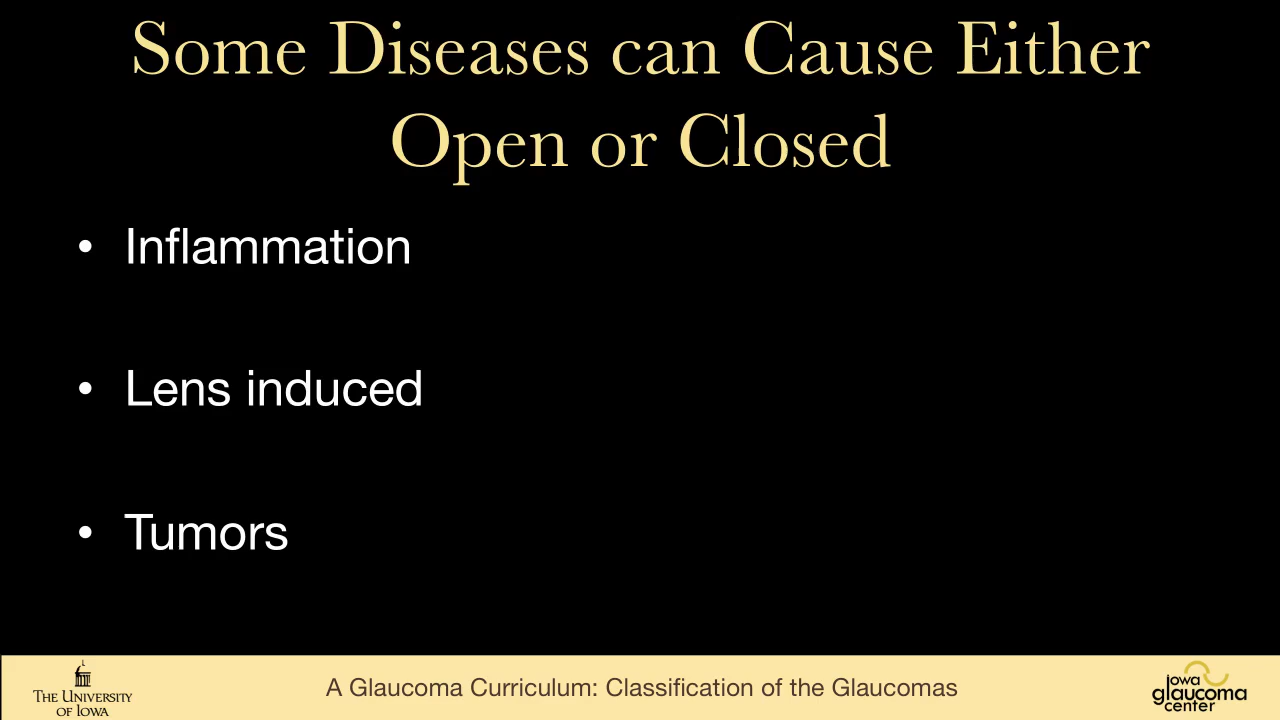 Some Diseases can Cause Either
Open or Closed
• Inflammation
• Lens induced
• Tumors
THE UNIVERSITY
OF IOWA
A Glaucoma Curriculum: Classification of the Glaucomas
iowa
glaucoma
center